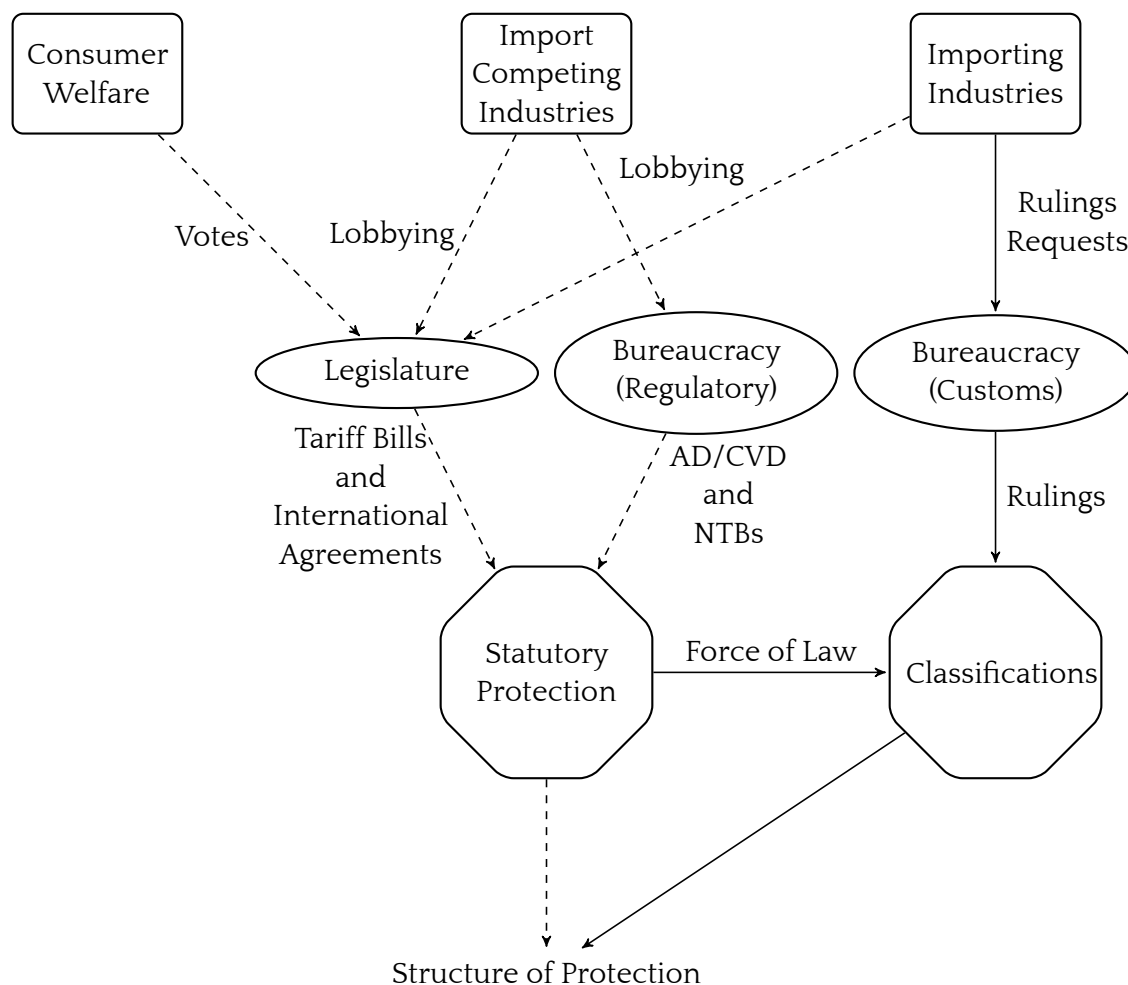 Consumer
Welfare
Import
Competing
Industries
Importing
Industries
Votes
Lobbying
Lobbying
Rulings
Requests
Legislature
Bureaucracy
(Regulatory)
Bureaucracy
(Customs)
Tariff Bills
and
International
Agreements
AD/CVD
and
NTBs
Rulings
Statutory
Protection
Force of Law
Classifications
Structure of Protection